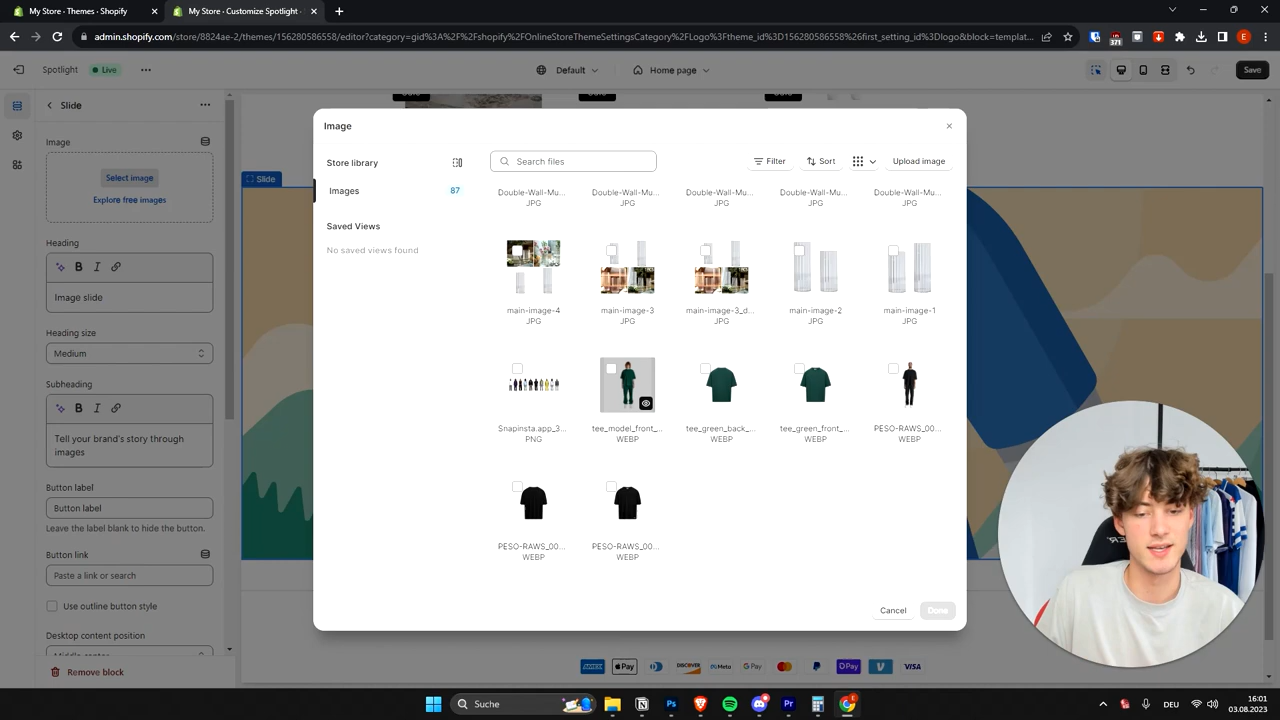 My Store - Themes · Shopify
My Store · Customize Spotlight ·
admin.shopify.com/store/8824ae-2/themes/156280586558/editor?category=gid%3A%2F%2Fshopify%2FOnlineStoreThemeSettingsCategory%2FLogo%3Ftheme_id%3D156280586558%26first_setting_id%3Dlogo&block=templat...
371
E
Spotlight
Live
Default
Home page
Save
Slide
Image
Select image
Explore free images
Heading
B
I
Image slide
Heading size
Medium
Subheading
B
I
Tell your brand's story through
images
Button label
Button label
Leave the label blank to hide the button.
Button link
Paste a link or search
Use outline button style
Desktop content position
Remove block
Slide
Image
Store library
Images
87
Saved Views
No saved views found
Search files
Filter
Sort
Upload image
Double-Wall-Mu... Double-Wall-Mu... Double-Wall-Mu... Double-Wall-Mu... Double-Wall-Mu...
JPG JPG JPG JPG JPG
main-image-4 main-image-3 main-image-3_d... main-image-2 main-image-1
JPG JPG JPG JPG JPG
Snapinsta.app_3... tee_model_front_... tee_green_back_... tee_green_front_... PESO-RAWS_00...
PNG WEBP WEBP WEBP WEBP
PESO-RAWS_00... PESO-RAWS_00...
WEBP WEBP
Cancel
Done
AMEX
Pay
DISCOVER
Meta
G Pay
Pay
VISA
Suche
DEU
16:01
03.08.2023